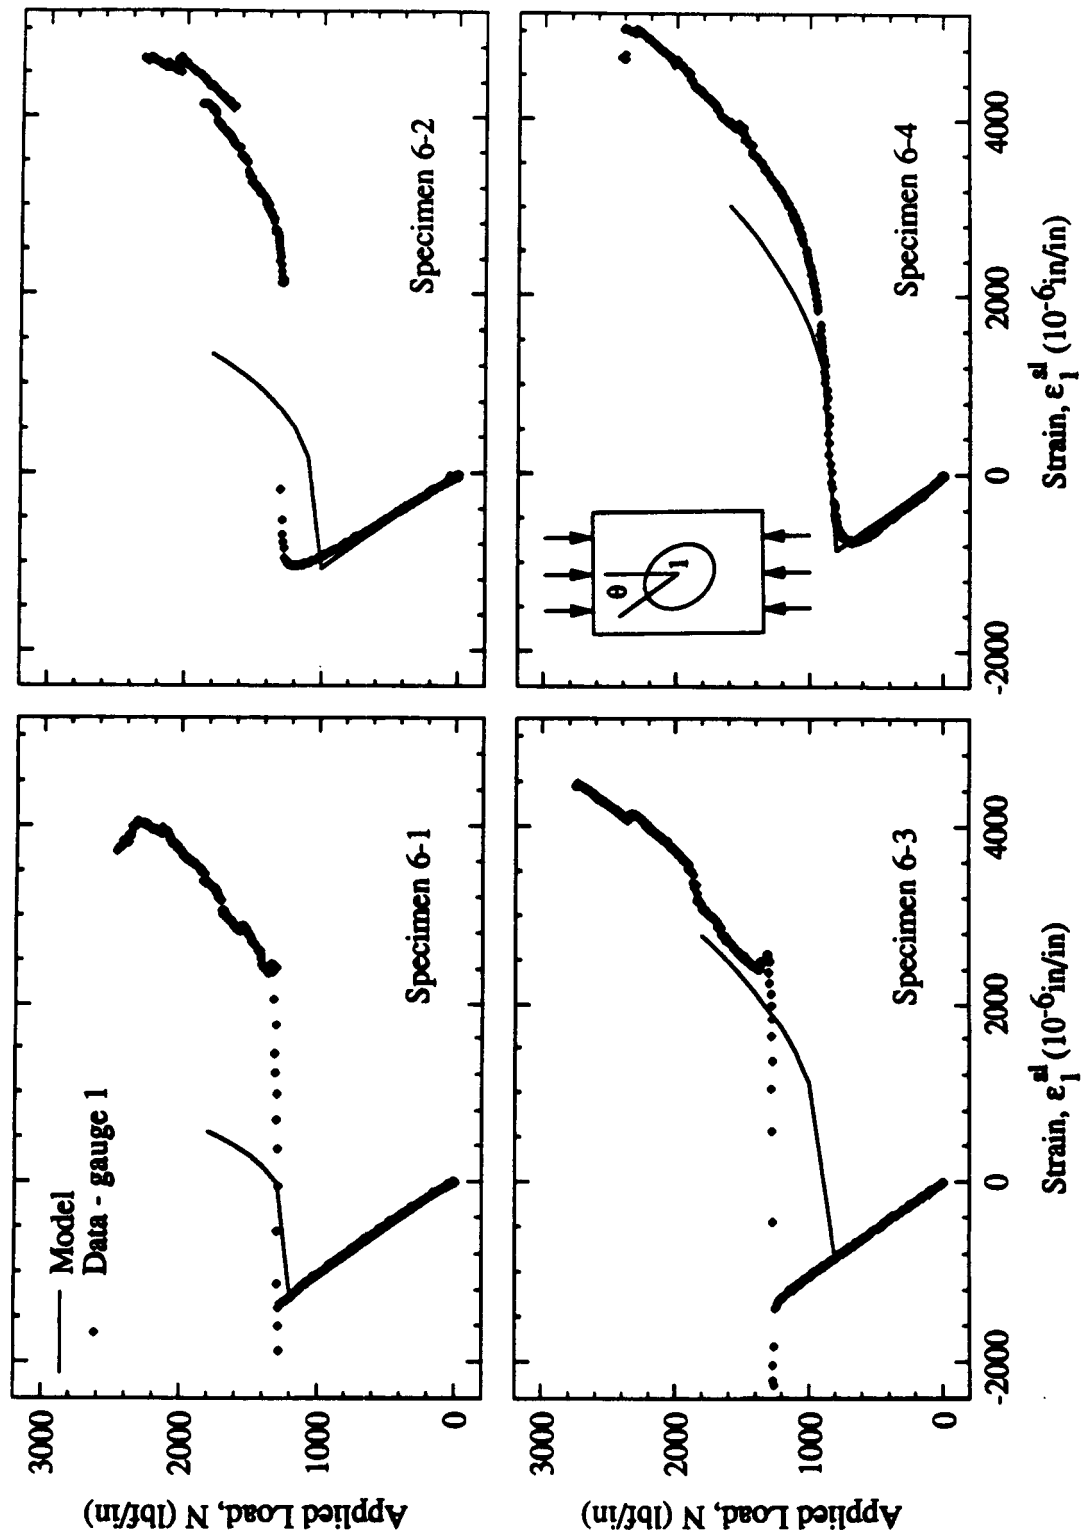 Applied Load, N (lbf/in)
3000
2000
1000
0
Model
Data - gauge 1
Specimen 6-1
Specimen 6-2
Applied Load, N (lbf/in)
3000
2000
1000
0
Specimen 6-3
θ
1
Specimen 6-4
-2000 0 2000 4000
-2000 0 2000 4000
Strain, ε₁ˢˡ (10⁻⁶in/in)
Strain, ε₁ˢˡ (10⁻⁶in/in)